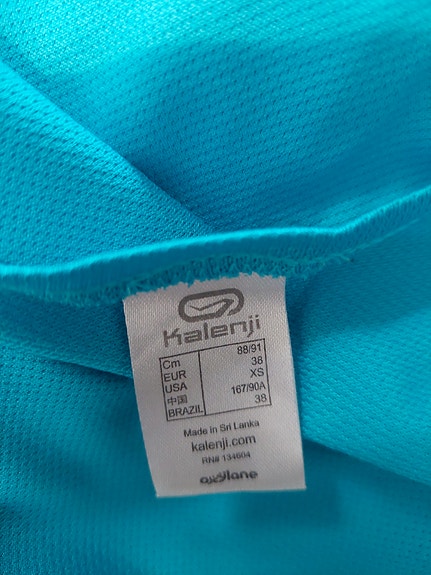 Kalenji
Cm 88/91
EUR 38
USA XS
中国 167/90A
BRAZIL 38
Made in Sri Lanka
kalenji.com
RN# 134604
oxylane